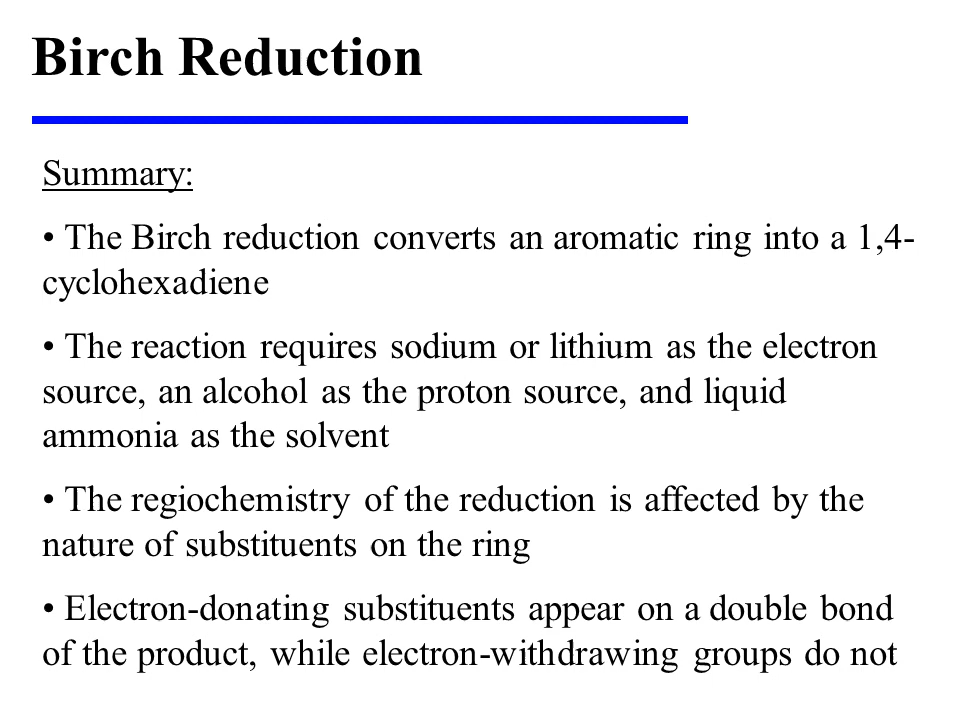 Birch Reduction
Summary:
• The Birch reduction converts an aromatic ring into a 1,4-
cyclohexadiene
• The reaction requires sodium or lithium as the electron
source, an alcohol as the proton source, and liquid
ammonia as the solvent
• The regiochemistry of the reduction is affected by the
nature of substituents on the ring
• Electron-donating substituents appear on a double bond
of the product, while electron-withdrawing groups do not